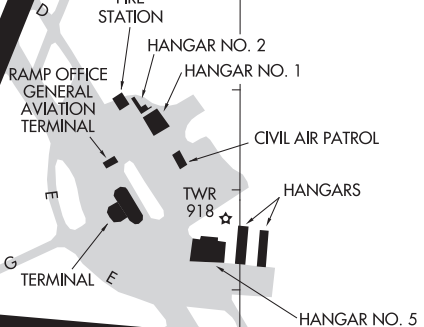 D
STATION
HANGAR NO. 2
HANGAR NO. 1
RAMP OFFICE
GENERAL
AVIATION
TERMINAL
CIVIL AIR PATROL
E
TWR
918
HANGARS
G
TERMINAL
E
HANGAR NO. 5